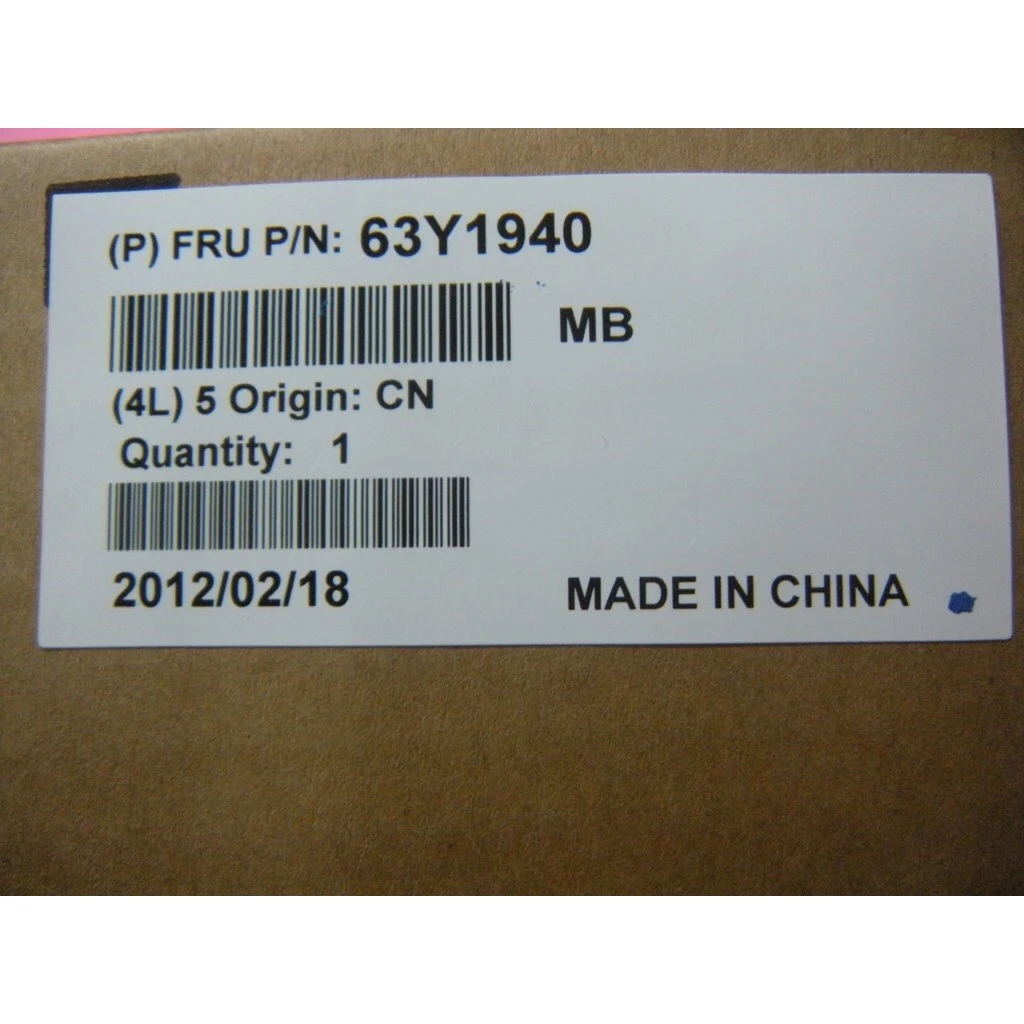 (P) FRU P/N: 63Y1940
MB
(4L) 5 Origin: CN
Quantity: 1
2012/02/18
MADE IN CHINA